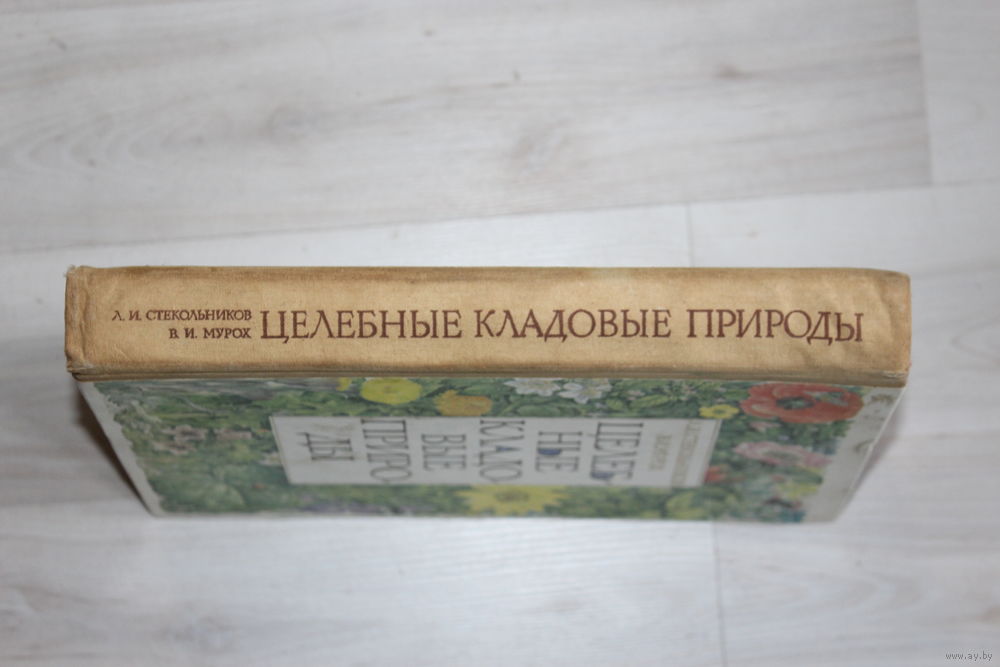 Л. И. СТЕКОЛЬНИКОВ
В. И. МУРОХ
ЦЕЛЕБНЫЕ КЛАДОВЫЕ ПРИРОДЫ
ЦЕЛЕБ
НЫЕ
КЛАДО
ВЫЕ
ПРИРО
ДЫ
www.ay.by